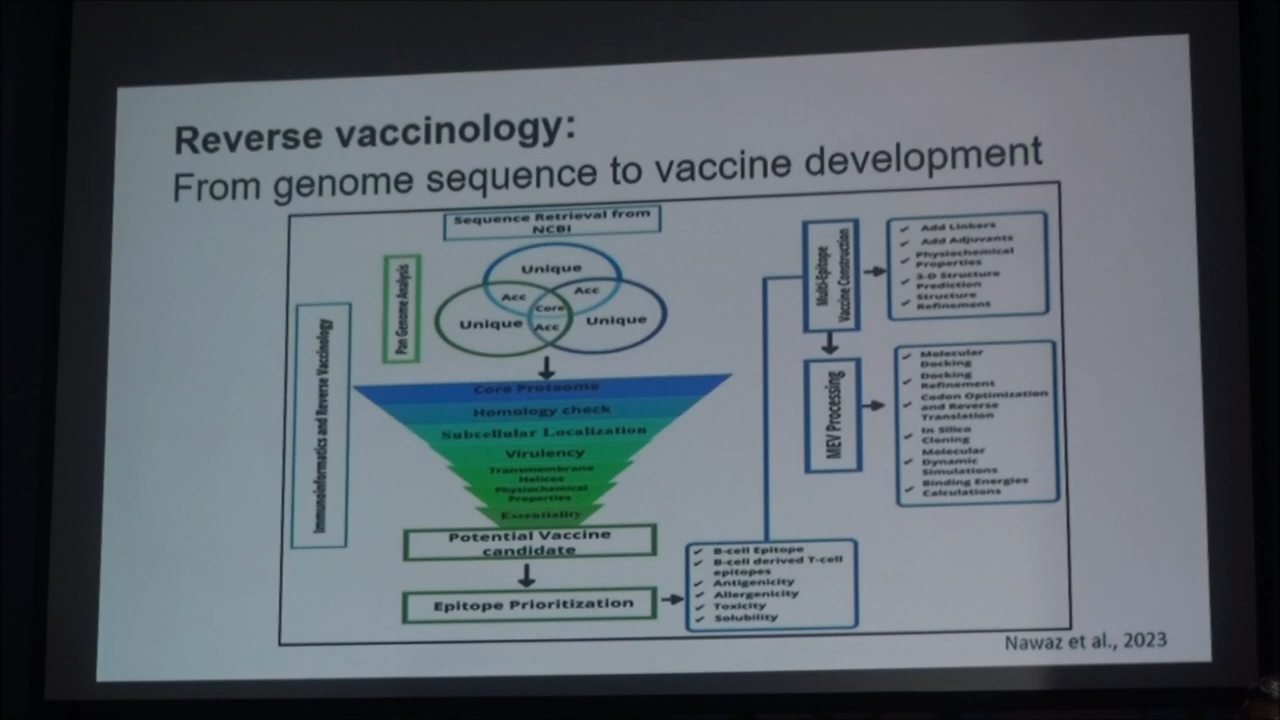 Reverse vaccinology:
From genome sequence to vaccine development
Sequence Retrieval from
NCBI
Pan Genome Analysis
Unique
Acc
Acc
Core
Unique
Acc
Unique
Immunoinformatics and Reverse Vaccinology
Core Proteome
Homology check
Subcellular Localization
Virulency
Transmembrane
Helices
Physiochemical
Properties
Essentiality
Potential Vaccine
candidate
Epitope Prioritization
✓ B-cell Epitope
✓ B-cell derived T-cell
epitopes
✓ Antigenicity
✓ Allergenicity
✓ Toxicity
✓ Solubility
Multi-Epitope
Vaccine Construction
✓ Add Linkers
✓ Add Adjuvants
✓ Physiochemical
Properties
✓ 3-D Structure
Prediction
✓ Structure
Refinement
MEV Processing
✓ Molecular
Docking
✓ Docking
Refinement
✓ Codon Optimization
and Reverse
Translation
✓ In Silico
Cloning
✓ Molecular
Dynamic
Simulations
✓ Binding Energies
Calculations
Nawaz et al., 2023